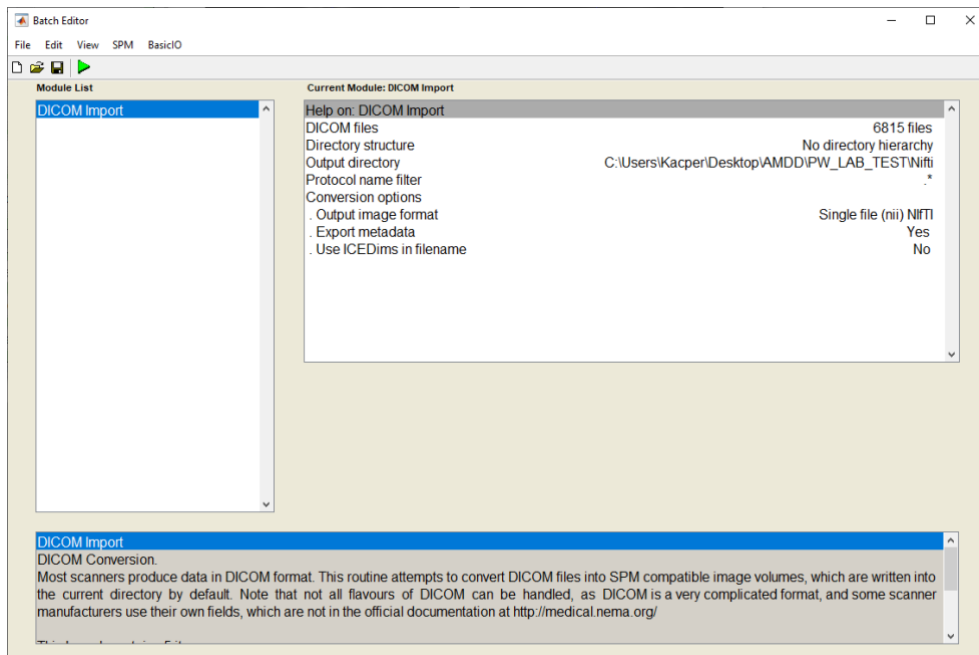 Batch Editor
File Edit View SPM BasicIO
Module List
DICOM Import
Current Module: DICOM Import
Help on: DICOM Import
DICOM files 6815 files
Directory structure No directory hierarchy
Output directory C:\Users\Kacper\Desktop\AMDD\PW_LAB_TEST\Nifti
Protocol name filter .*
Conversion options
. Output image format Single file (nii) NIfTI
. Export metadata Yes
. Use ICEDims in filename No
DICOM Import
DICOM Conversion.
Most scanners produce data in DICOM format. This routine attempts to convert DICOM files into SPM compatible image volumes, which are written into
the current directory by default. Note that not all flavours of DICOM can be handled, as DICOM is a very complicated format, and some scanner
manufacturers use their own fields, which are not in the official documentation at http://medical.nema.org/